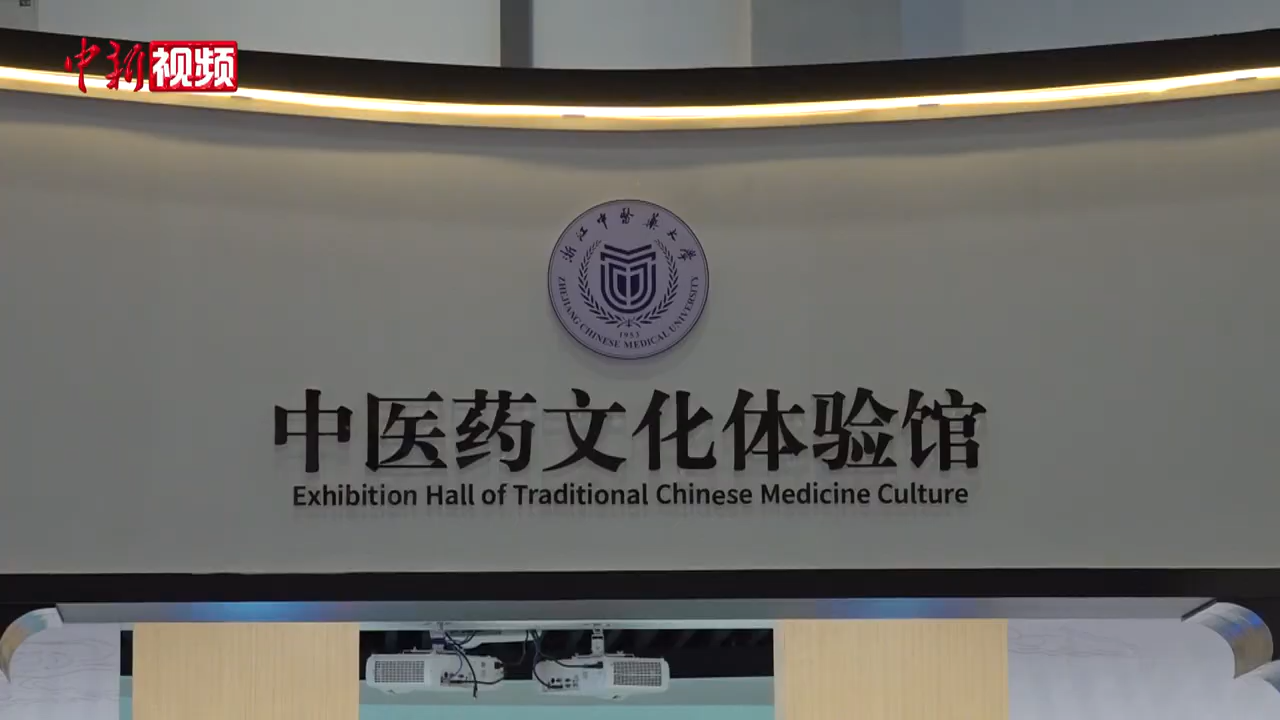 中新视频
浙江中医药大学
ZHEJIANG CHINESE MEDICAL UNIVERSITY
1953
中医药文化体验馆
Exhibition Hall of Traditional Chinese Medicine Culture